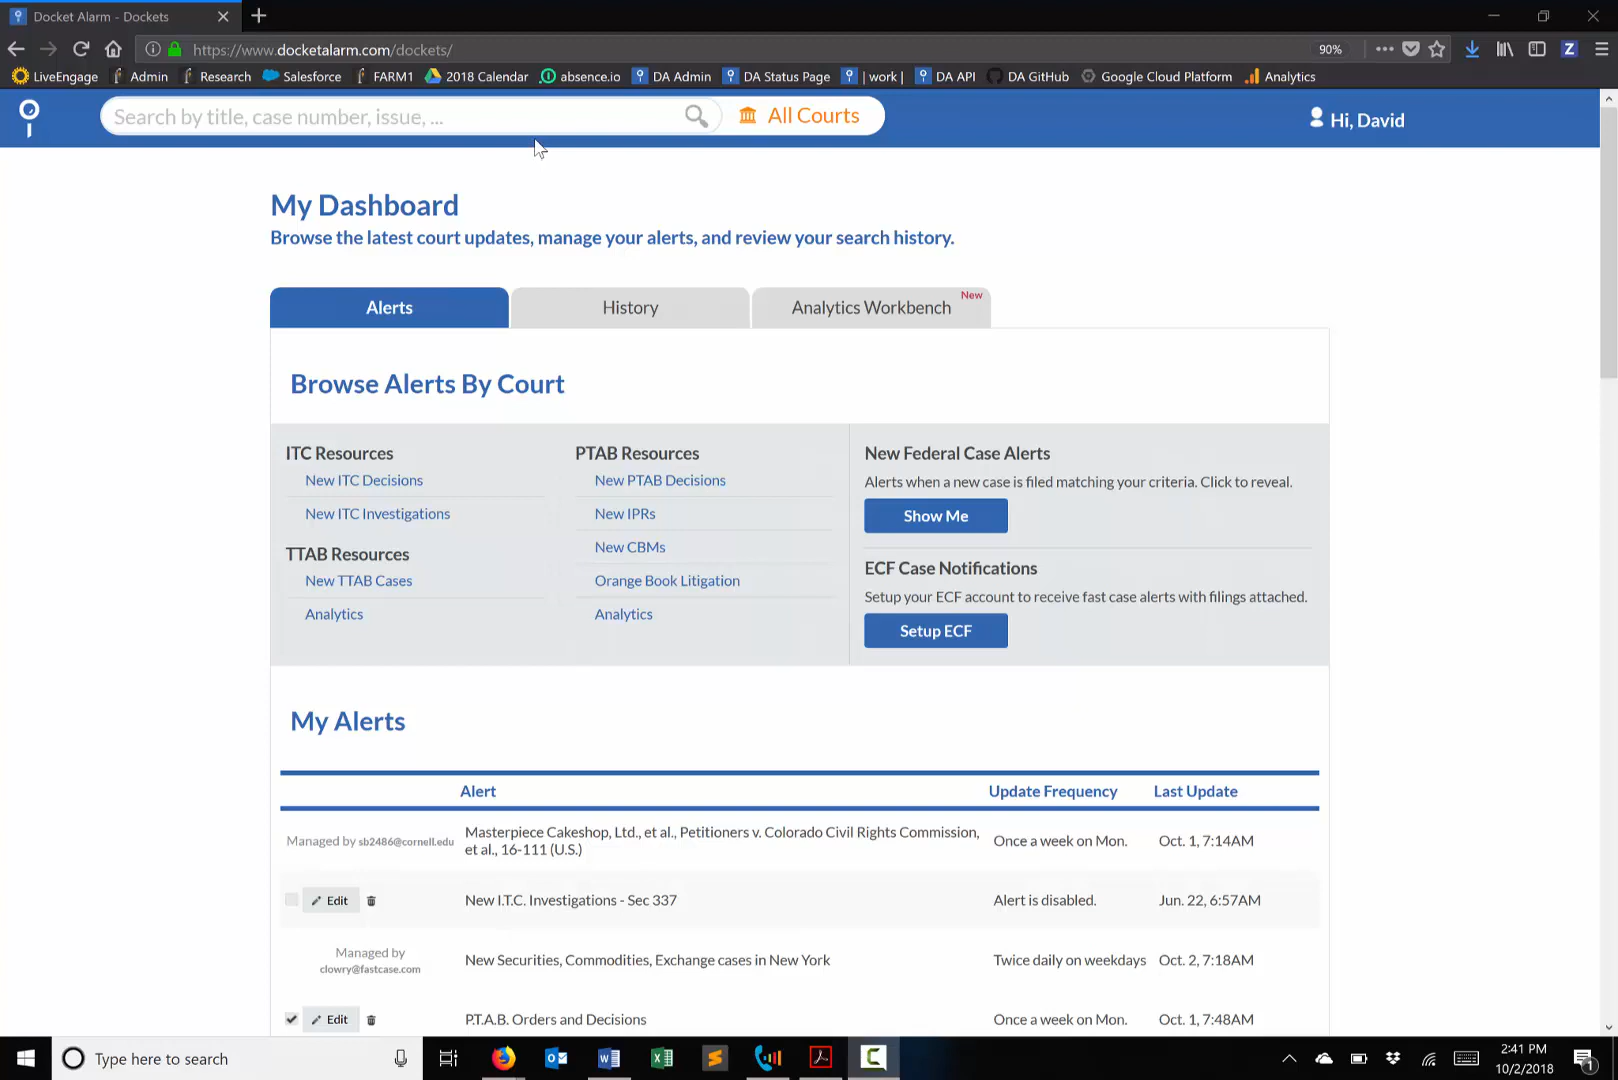 Docket Alarm - Dockets
https://www.docketalarm.com/dockets/
90%
LiveEngage Admin Research Salesforce FARM1 2018 Calendar absence.io DA Admin DA Status Page | work | DA API DA GitHub Google Cloud Platform Analytics
Search by title, case number, issue, ...
All Courts
Hi, David
My Dashboard
Browse the latest court updates, manage your alerts, and review your search history.
Alerts
History
Analytics Workbench New
Browse Alerts By Court
ITC Resources
New ITC Decisions
New ITC Investigations
TTAB Resources
New TTAB Cases
Analytics
PTAB Resources
New PTAB Decisions
New IPRs
New CBMs
Orange Book Litigation
Analytics
New Federal Case Alerts
Alerts when a new case is filed matching your criteria. Click to reveal.
Show Me
ECF Case Notifications
Setup your ECF account to receive fast case alerts with filings attached.
Setup ECF
My Alerts
Alert Update Frequency Last Update
Managed by sb2486@cornell.edu
Masterpiece Cakeshop, Ltd., et al., Petitioners v. Colorado Civil Rights Commission,
et al., 16-111 (U.S.)
Once a week on Mon. Oct. 1, 7:14AM
Edit New I.T.C. Investigations - Sec 337 Alert is disabled. Jun. 22, 6:57AM
Managed by
clowry@fastcase.com
New Securities, Commodities, Exchange cases in New York Twice daily on weekdays Oct. 2, 7:18AM
Edit P.T.A.B. Orders and Decisions Once a week on Mon. Oct. 1, 7:48AM
Type here to search
2:41 PM
10/2/2018
1